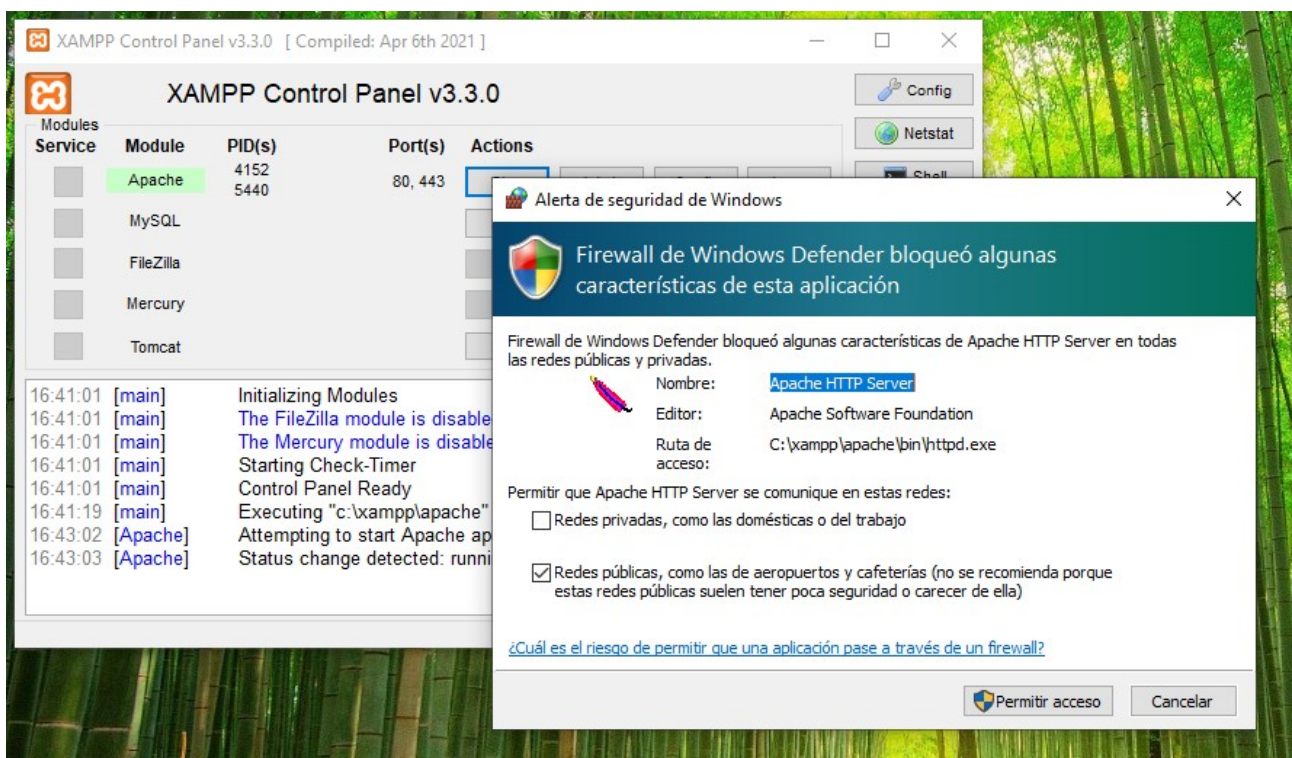 XAMPP Control Panel v3.3.0 [ Compiled: Apr 6th 2021 ]
XAMPP Control Panel v3.3.0
Config
Netstat
Shell
Modules
Service Module PID(s) Port(s) Actions
Apache 4152 5440 80, 443
MySQL
FileZilla
Mercury
Tomcat
16:41:01 [main] Initializing Modules
16:41:01 [main] The FileZilla module is disable
16:41:01 [main] The Mercury module is disable
16:41:01 [main] Starting Check-Timer
16:41:01 [main] Control Panel Ready
16:41:19 [main] Executing "c:\xampp\apache"
16:43:02 [Apache] Attempting to start Apache ap
16:43:03 [Apache] Status change detected: runni
Alerta de seguridad de Windows
Firewall de Windows Defender bloqueó algunas
características de esta aplicación
Firewall de Windows Defender bloqueó algunas características de Apache HTTP Server en todas
las redes públicas y privadas.
Nombre: Apache HTTP Server
Editor: Apache Software Foundation
Ruta de C:\xampp\apache\bin\httpd.exe
acceso:
Permitir que Apache HTTP Server se comunique en estas redes:
Redes privadas, como las domésticas o del trabajo
Redes públicas, como las de aeropuertos y cafeterías (no se recomienda porque
estas redes públicas suelen tener poca seguridad o carecer de ella)
¿Cuál es el riesgo de permitir que una aplicación pase a través de un firewall?
Permitir acceso Cancelar